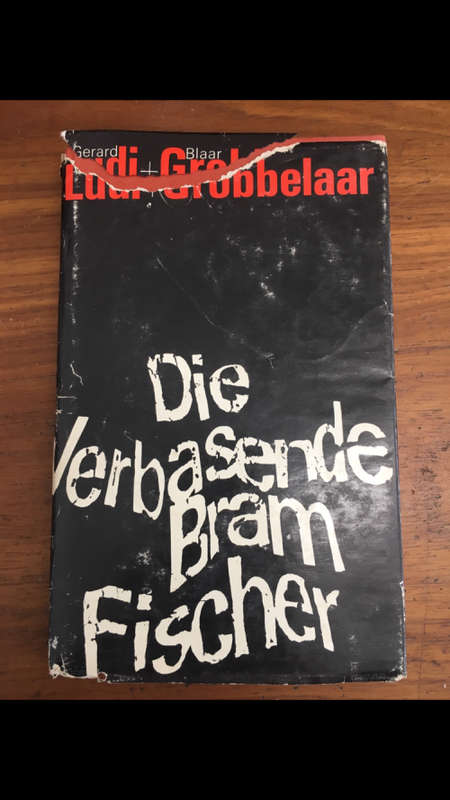 Gerard Blaar
Ludi + Grobbelaar
Die
Verbasende
Bram
Fischer